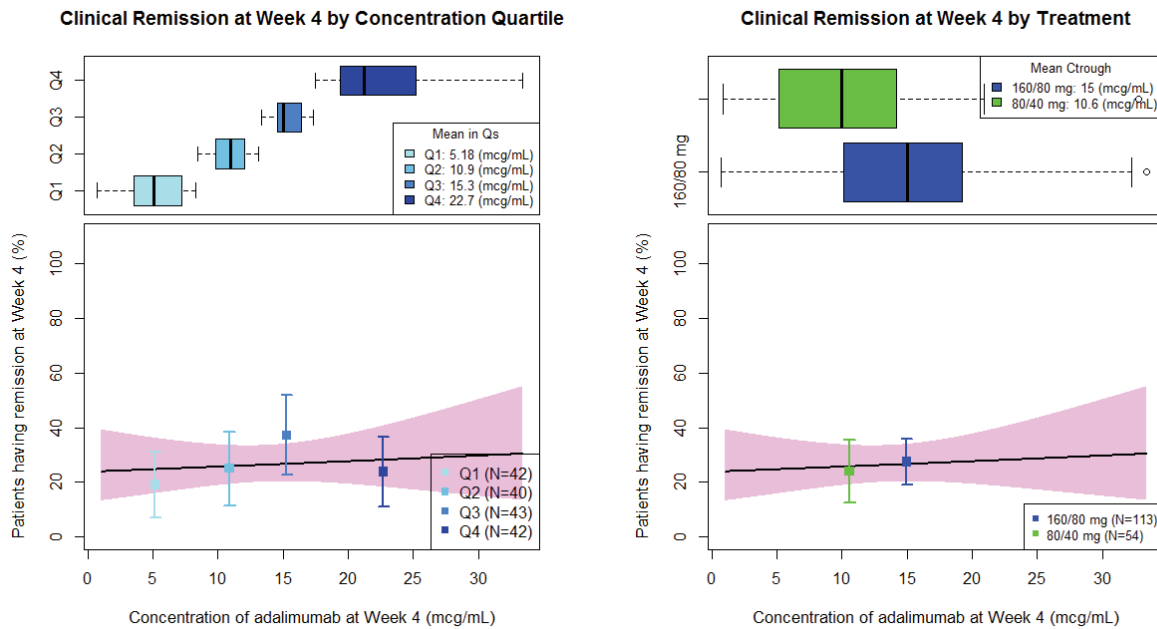 Clinical Remission at Week 4 by Concentration Quartile
Q4
Q3
Q2
Q1
Mean in Qs
Q1: 5.18 (mcg/mL)
Q2: 10.9 (mcg/mL)
Q3: 15.3 (mcg/mL)
Q4: 22.7 (mcg/mL)
Patients having remission at Week 4 (%)
100
80
60
40
20
0
Q1 (N=42)
Q2 (N=40)
Q3 (N=43)
Q4 (N=42)
0 5 10 15 20 25 30
Concentration of adalimumab at Week 4 (mcg/mL)
Clinical Remission at Week 4 by Treatment
160/80 mg
Mean Ctrough
160/80 mg: 15 (mcg/mL)
80/40 mg: 10.6 (mcg/mL)
Patients having remission at Week 4 (%)
100
80
60
40
20
0
160/80 mg (N=113)
80/40 mg (N=54)
0 5 10 15 20 25 30
Concentration of adalimumab at Week 4 (mcg/mL)